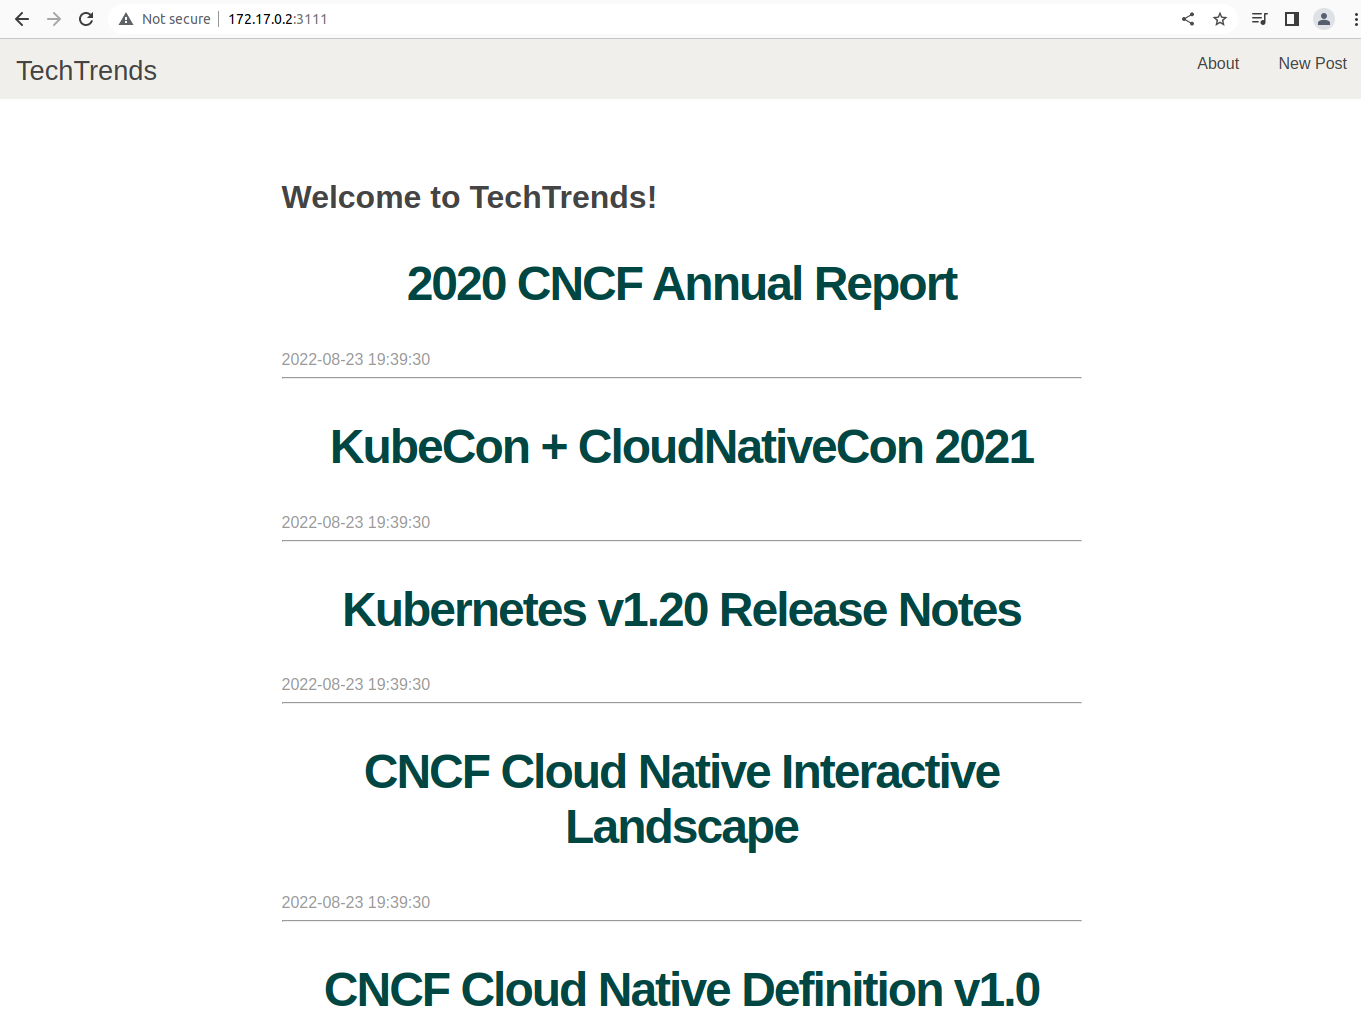 Not secure | 172.17.0.2:3111
TechTrends
About
New Post
Welcome to TechTrends!
2020 CNCF Annual Report
2022-08-23 19:39:30
KubeCon + CloudNativeCon 2021
2022-08-23 19:39:30
Kubernetes v1.20 Release Notes
2022-08-23 19:39:30
CNCF Cloud Native Interactive
Landscape
2022-08-23 19:39:30
CNCF Cloud Native Definition v1.0